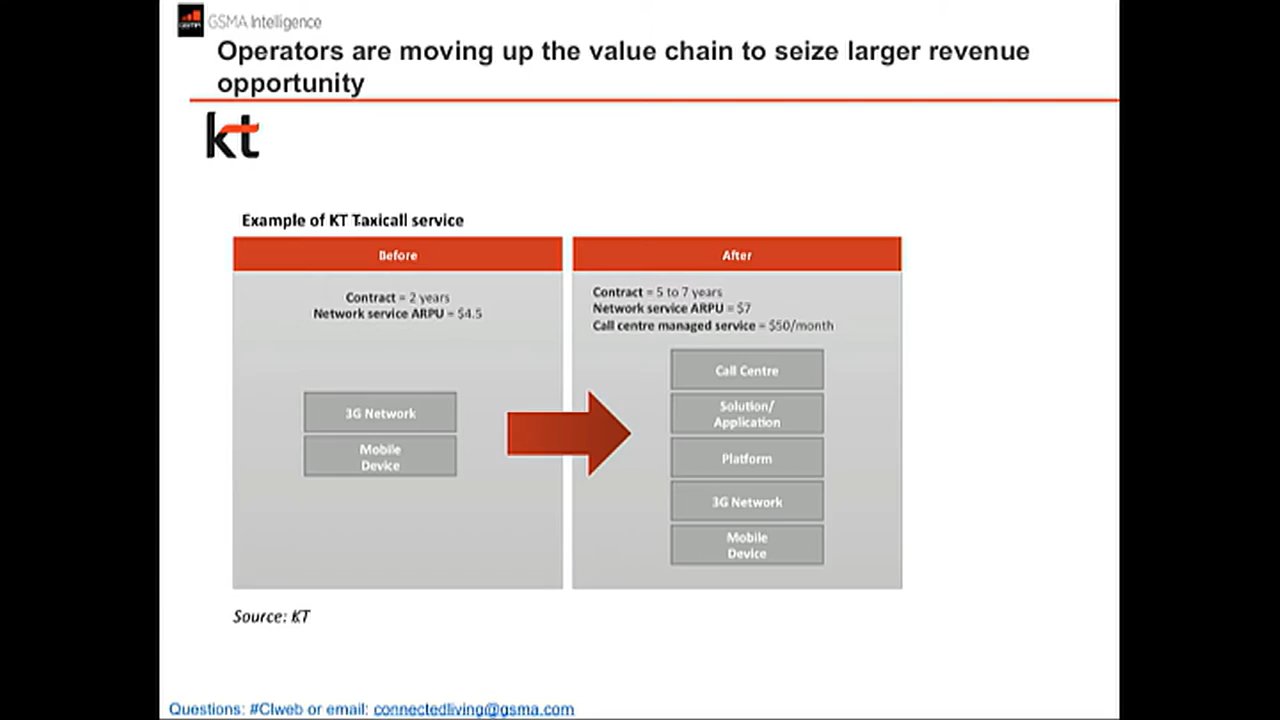 GSMA Intelligence
Operators are moving up the value chain to seize larger revenue
opportunity
kt
Example of KT Taxicall service
Before
Contract = 2 years
Network service ARPU = $4.5
3G Network
Mobile
Device
After
Contract = 5 to 7 years
Network service ARPU = $7
Call centre managed service = $50/month
Call Centre
Solution/
Application
Platform
3G Network
Mobile
Device
Source: KT
Questions: #CIweb or email: connectedliving@gsma.com